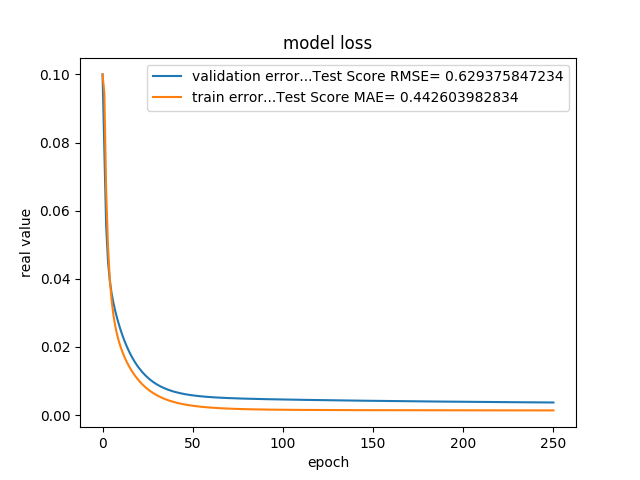 model loss
validation error...Test Score RMSE= 0.629375847234
train error...Test Score MAE= 0.442603982834
0.10
0.08
0.06
0.04
0.02
0.00
real value
0 50 100 150 200 250
epoch